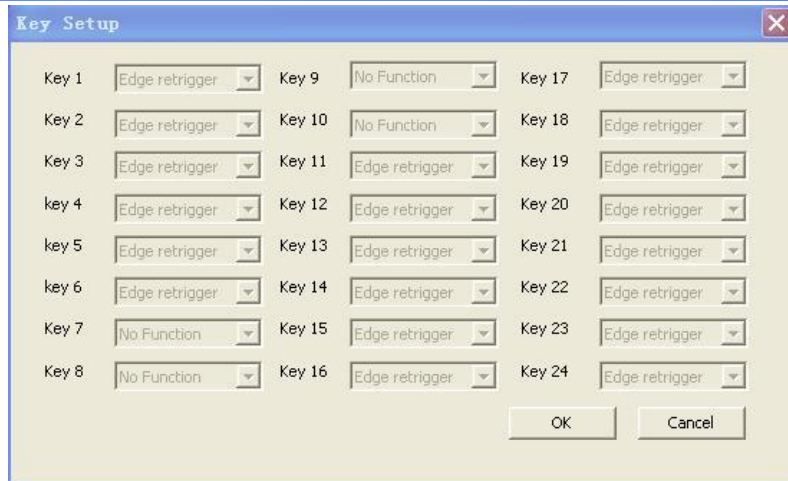 Key Setup
Key 1 Edge retrigger Key 9 No Function Key 17 Edge retrigger
Key 2 Edge retrigger Key 10 No Function Key 18 Edge retrigger
Key 3 Edge retrigger Key 11 Edge retrigger Key 19 Edge retrigger
key 4 Edge retrigger Key 12 Edge retrigger Key 20 Edge retrigger
key 5 Edge retrigger Key 13 Edge retrigger Key 21 Edge retrigger
key 6 Edge retrigger Key 14 Edge retrigger Key 22 Edge retrigger
Key 7 No Function Key 15 Edge retrigger Key 23 Edge retrigger
Key 8 No Function Key 16 Edge retrigger Key 24 Edge retrigger
OK Cancel